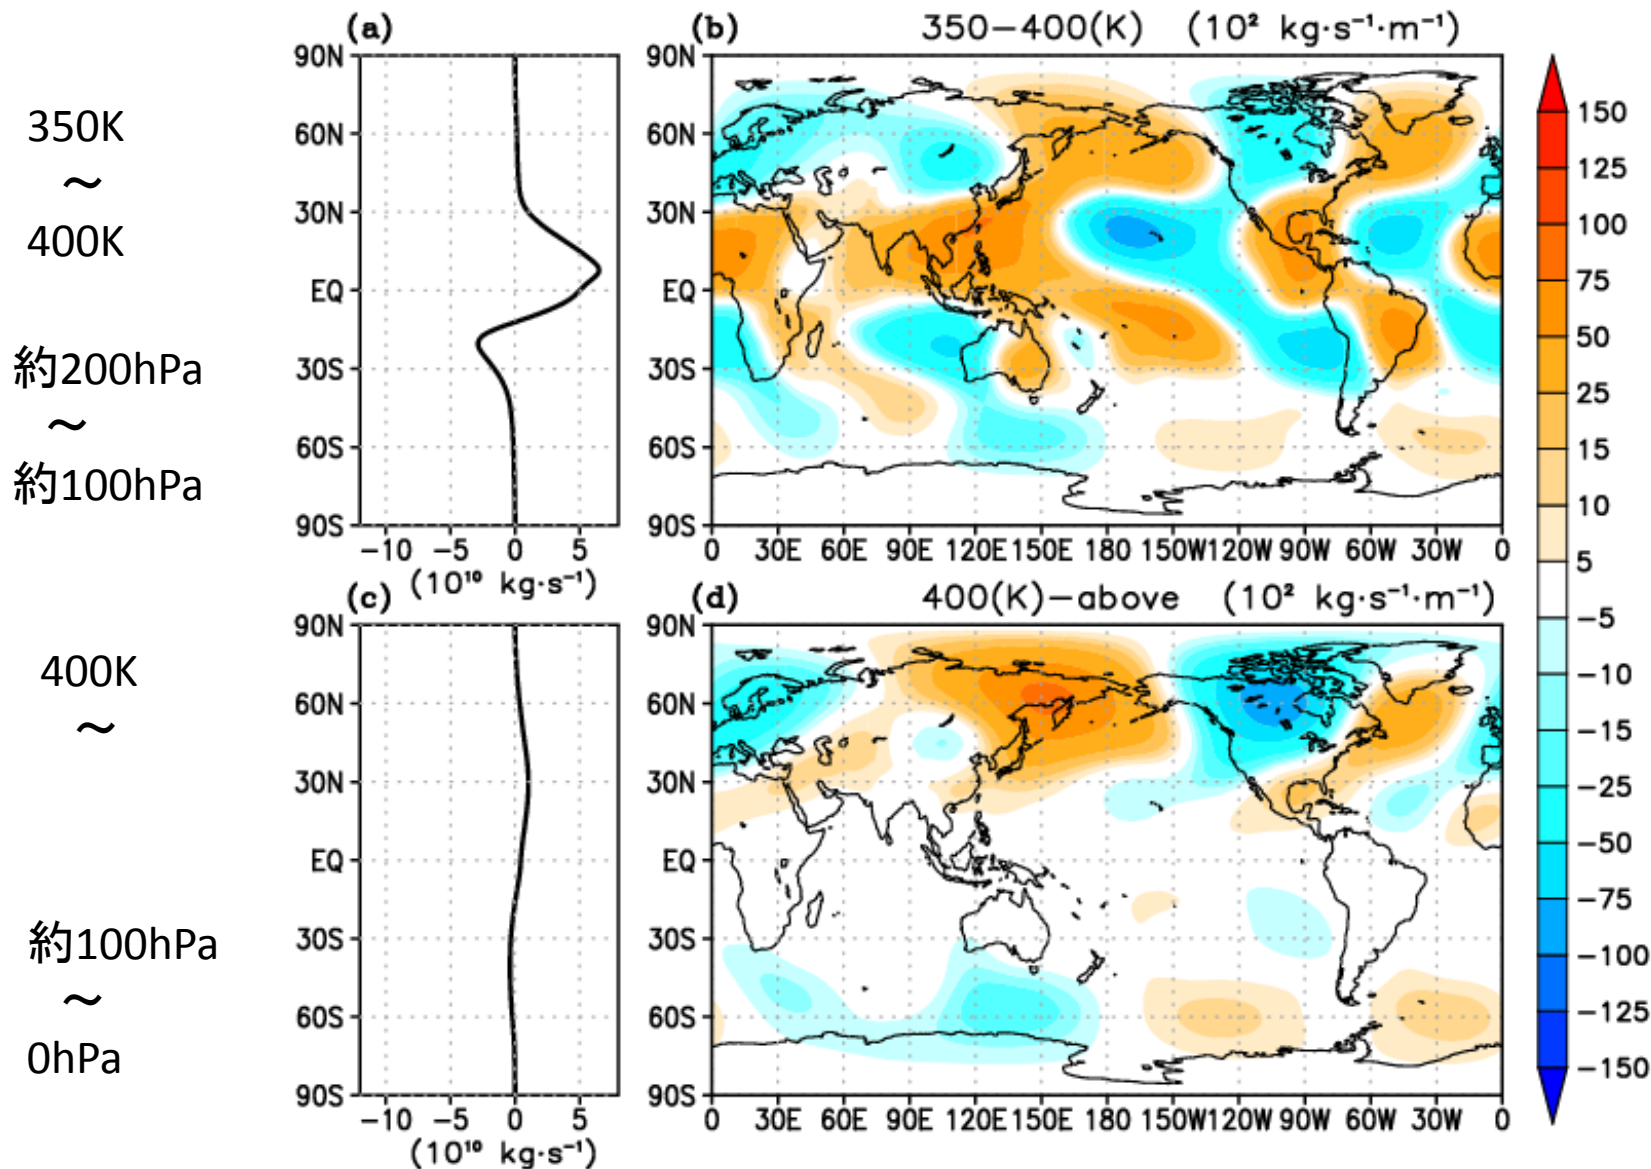 350K
～
400K
約200hPa
～
約100hPa
400K
～
約100hPa
～
0hPa
(a)
90N
60N
30N
EQ
30S
60S
90S
−10 −5 0 5
(10¹⁰ kg·s⁻¹)
(b) 350−400(K) (10² kg·s⁻¹·m⁻¹)
90N
60N
30N
EQ
30S
60S
90S
0 30E 60E 90E 120E 150E 180 150W 120W 90W 60W 30W 0
(c)
90N
60N
30N
EQ
30S
60S
90S
−10 −5 0 5
(10¹⁰ kg·s⁻¹)
(d) 400(K)−above (10² kg·s⁻¹·m⁻¹)
90N
60N
30N
EQ
30S
60S
90S
0 30E 60E 90E 120E 150E 180 150W 120W 90W 60W 30W 0
150
125
100
75
50
25
15
10
5
−5
−10
−15
−25
−50
−75
−100
−125
−150